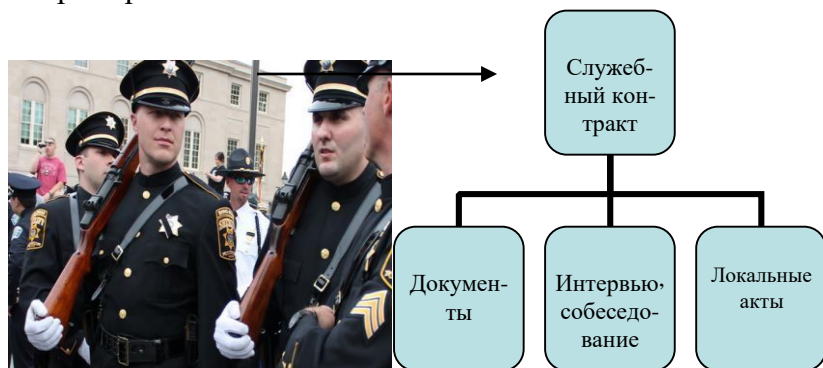 Служеб-
ный кон-
тракт
Докумен-
ты
Интервью,
собеседо-
вание
Локальные
акты